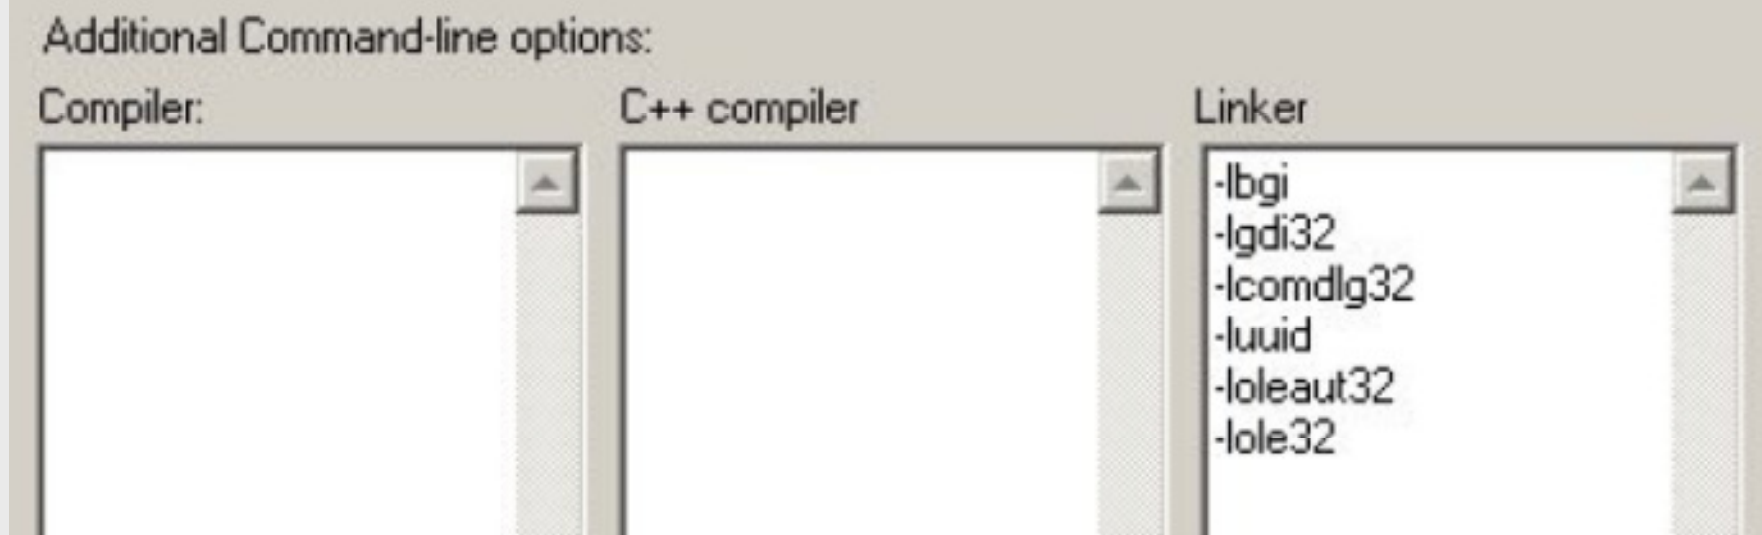 Additional Command-line options:
Compiler:
C++ compiler
Linker
-lbgi
-lgdi32
-lcomdlg32
-luuid
-loleaut32
-lole32